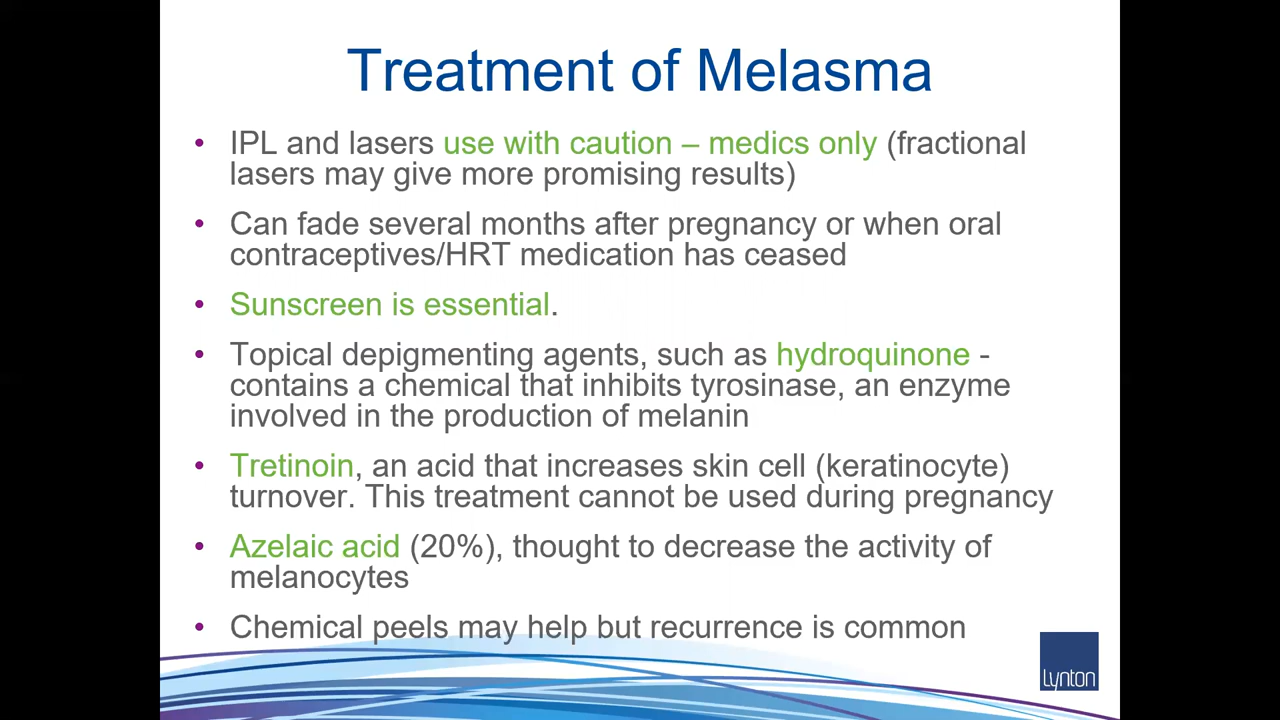 Treatment of Melasma
• IPL and lasers use with caution – medics only (fractional
lasers may give more promising results)
• Can fade several months after pregnancy or when oral
contraceptives/HRT medication has ceased
• Sunscreen is essential.
• Topical depigmenting agents, such as hydroquinone -
contains a chemical that inhibits tyrosinase, an enzyme
involved in the production of melanin
• Tretinoin, an acid that increases skin cell (keratinocyte)
turnover. This treatment cannot be used during pregnancy
• Azelaic acid (20%), thought to decrease the activity of
melanocytes
• Chemical peels may help but recurrence is common
Lynton